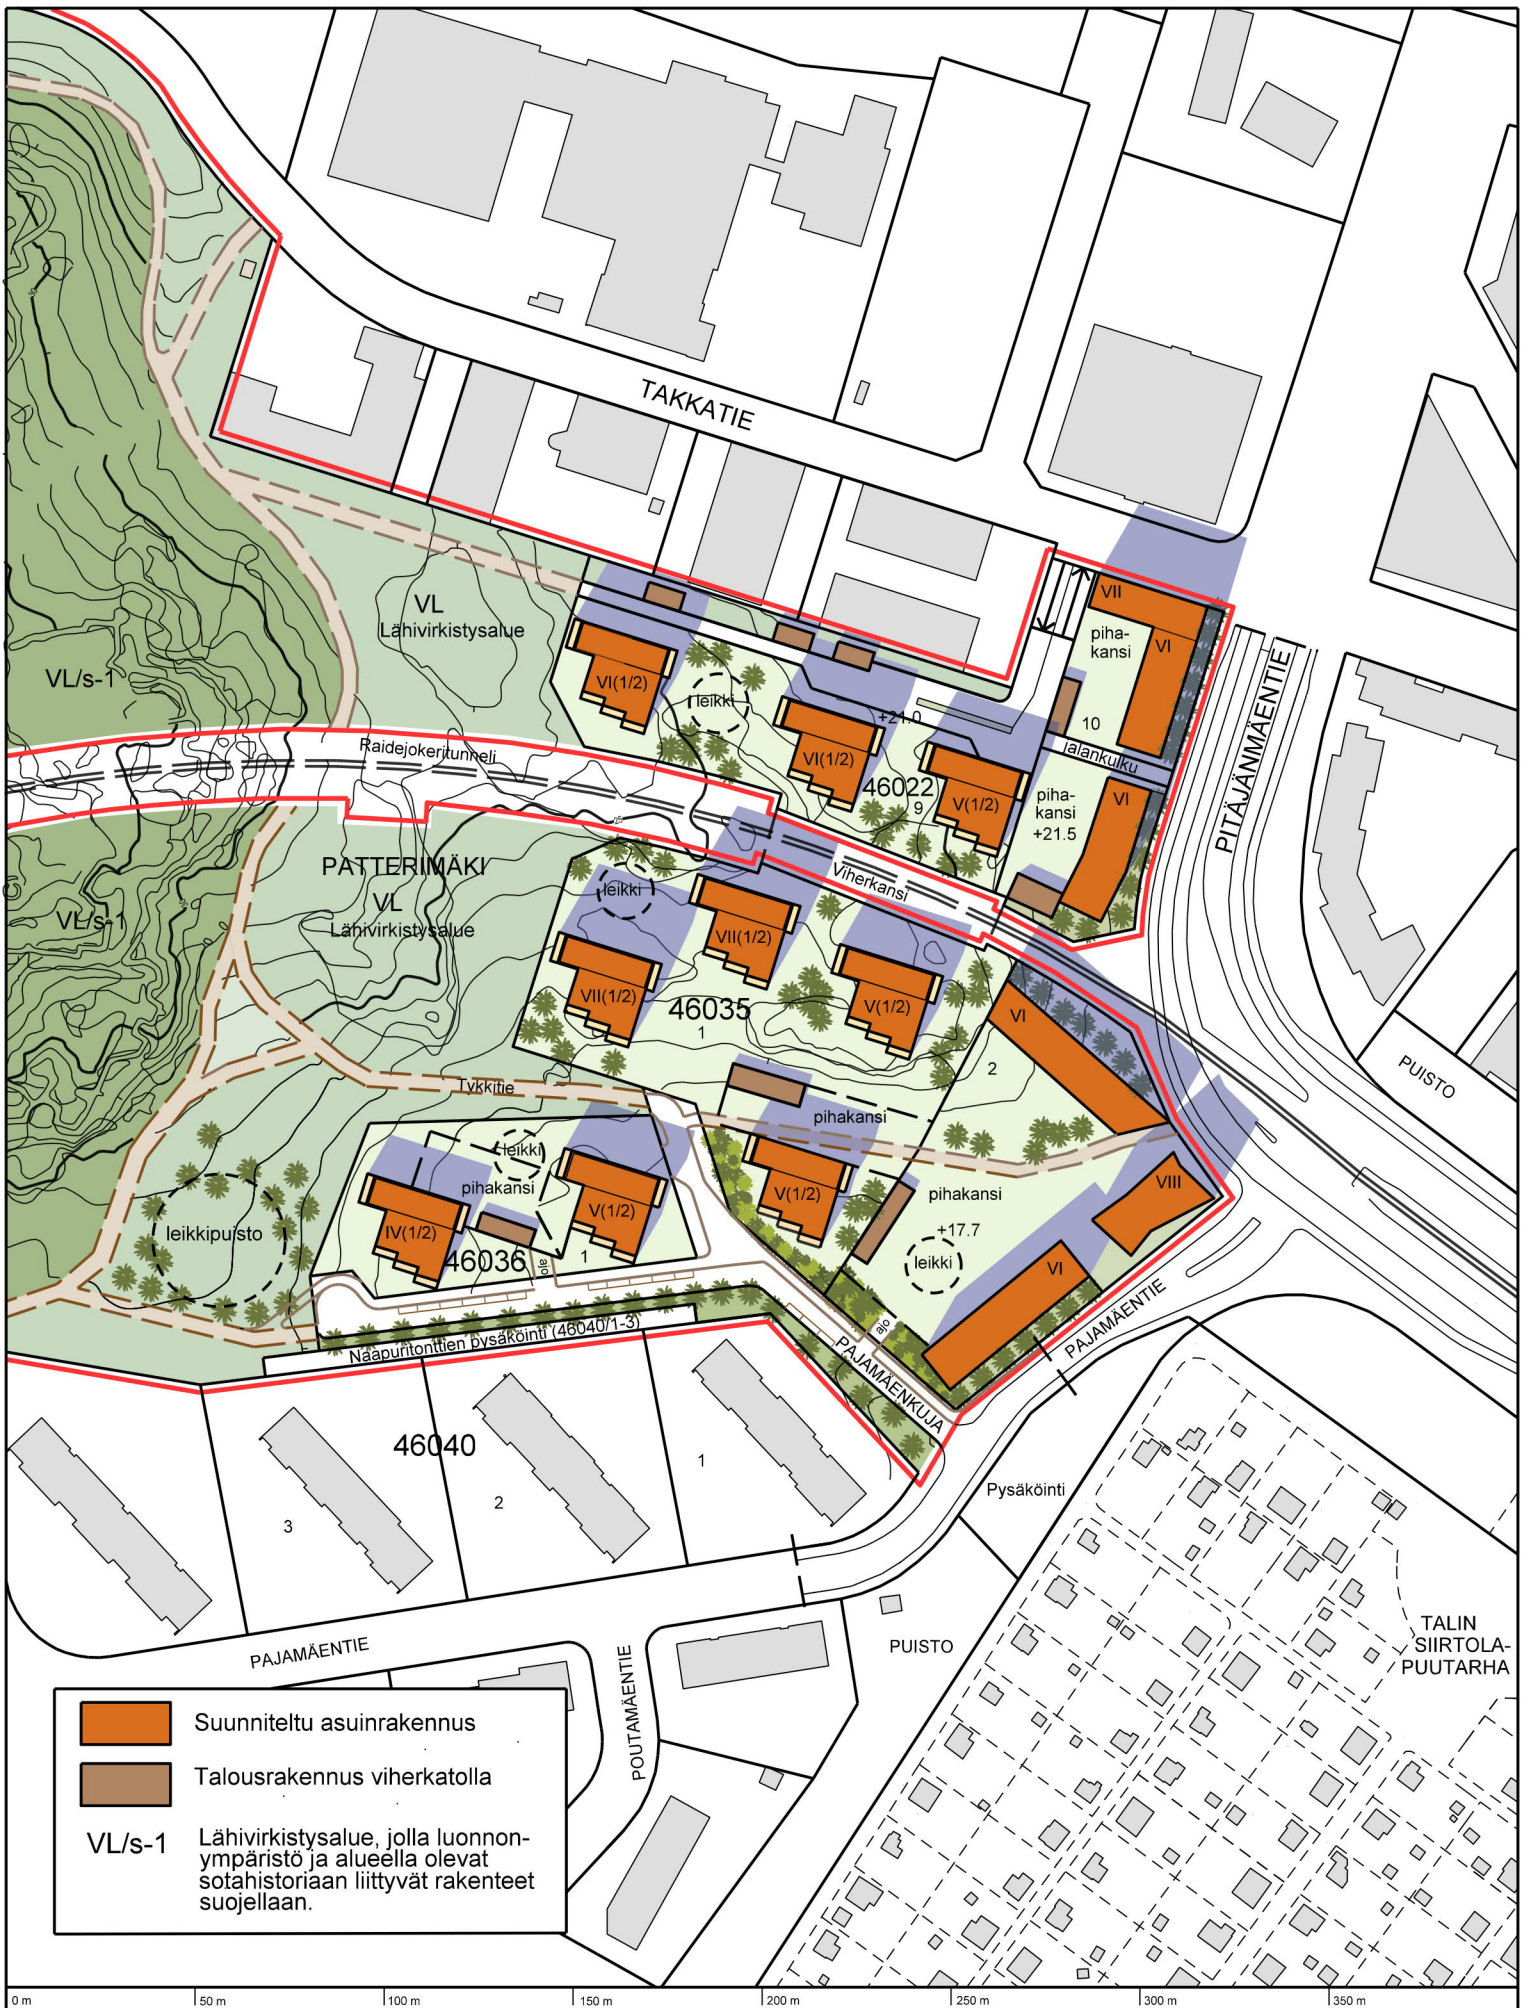 TAKKATIE
VII
piha-
kansi
VI
VL
Lähivirkistysalue
VI(1/2)
leikki
VL/s-1
10
+21.0
jalankulku
PITÄJÄNMÄENTIE
Raidejokeritunneli
VI(1/2)
46022
9
V(1/2)
piha-
kansi
+21.5
VI
25
PATTERIMÄKI
VL
Lähivirkistysalue
VL/s-1
leikki
Viherkansi
VII(1/2)
VII(1/2)
46035
1
V(1/2)
VI
2
PUISTO
Tykkitie
pihakansi
leikki
pihakansi
V(1/2)
V(1/2)
pihakansi
VIII
leikkipuisto
IV(1/2)
46036
ajo
1
+17.7
leikki
VI
PAJAMÄENTIE
Naapuritonttien pysäköinti (46040/1-3)
ajo
PAJAMÄENKUJA
46040
1
2
3
Pysäköinti
PAJAMÄENTIE
POUTAMÄENTIE
PUISTO
TALIN
SIIRTOLA-
PUUTARHA
Suunniteltu asuinrakennus
Talousrakennus viherkatolla
VL/s-1
Lähivirkistysalue, jolla luonnon-
ympäristö ja alueella olevat
sotahistoriaan liittyvät rakenteet
suojellaan.
0 m
50 m
100 m
150 m
200 m
250 m
300 m
350 m